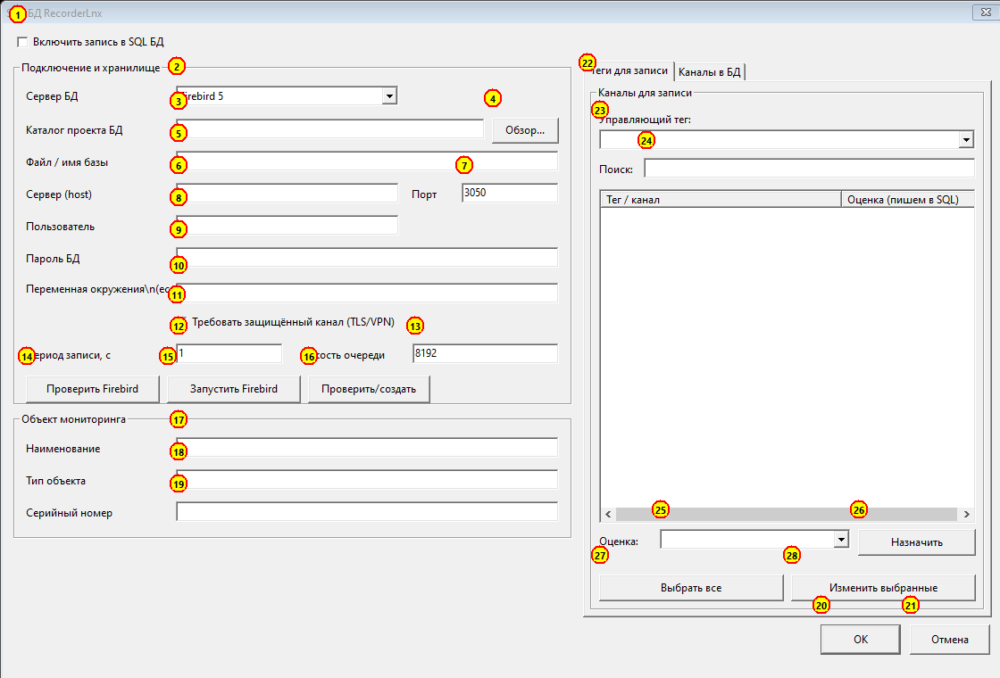 1 БД RecorderLnx
Включить запись в SQL БД
Подключение и хранилище 2
Сервер БД 3 irebird 5 4
Каталог проекта БД 5 Обзор...
Файл / имя базы 6 7
Сервер (host) 8 Порт 3050
Пользователь 9
Пароль БД 10
Переменная окружения\n(ес 11
12 Требовать защищённый канал (TLS/VPN) 13
14 ериод записи, с 15 1 16 ость очереди 8192
Проверить Firebird Запустить Firebird Проверить/создать
Объект мониторинга 17
Наименование 18
Тип объекта 19
Серийный номер
22 Теги для записи Каналы в БД
Каналы для записи
23
Управляющий тег:
24
Поиск:
Тег / канал Оценка (пишем в SQL)
25 26
Оценка: Назначить
27 28
Выбрать все Изменить выбранные
20 21
OK Отмена